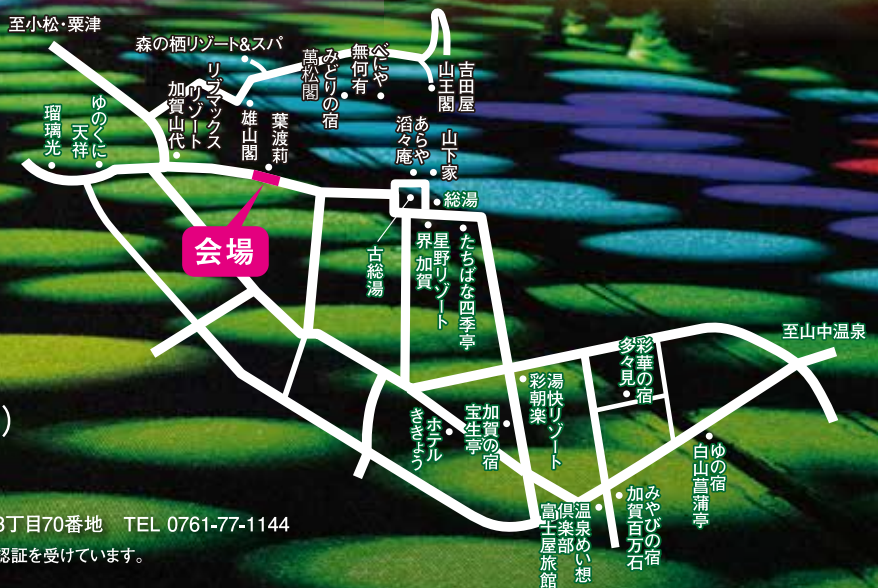 至小松・粟津
森の栖リゾート&スパ
べにや
無何有
みどりの宿
萬松閣
吉田屋
山王閣
リブマックス
リゾート
加賀山代
雄山閣
葉渡莉
ゆのくに
天祥
瑠璃光
あらや
滔々庵
山下家
総湯
古総湯
会場
星野リゾート
界 加賀
たちばな四季亭
至山中温泉
彩華の宿
多々見
湯快リゾート
彩朝楽
加賀の宿
宝生亭
ホテル
ききょう
ゆの宿
白山菖蒲亭
みやびの宿
加賀百万石
温泉めい想
倶楽部
富士屋旅館
)
3丁目70番地 TEL 0761-77-1144
認証を受けています。